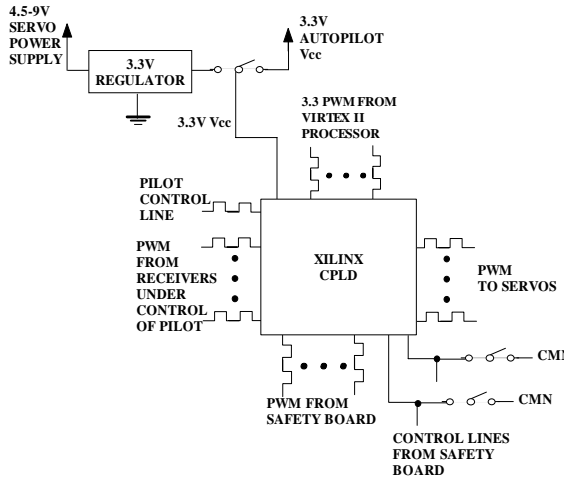 4.5-9V
SERVO
POWER
SUPPLY
3.3V
REGULATOR
3.3V
AUTOPILOT
Vcc
3.3V Vcc
3.3 PWM FROM
VIRTEX II
PROCESSOR
PILOT
CONTROL
LINE
PWM
FROM
RECEIVERS
UNDER
CONTROL
OF PILOT
XILINX
CPLD
PWM
TO SERVOS
CMN
CMN
PWM FROM
SAFETY BOARD
CONTROL LINES
FROM SAFETY
BOARD